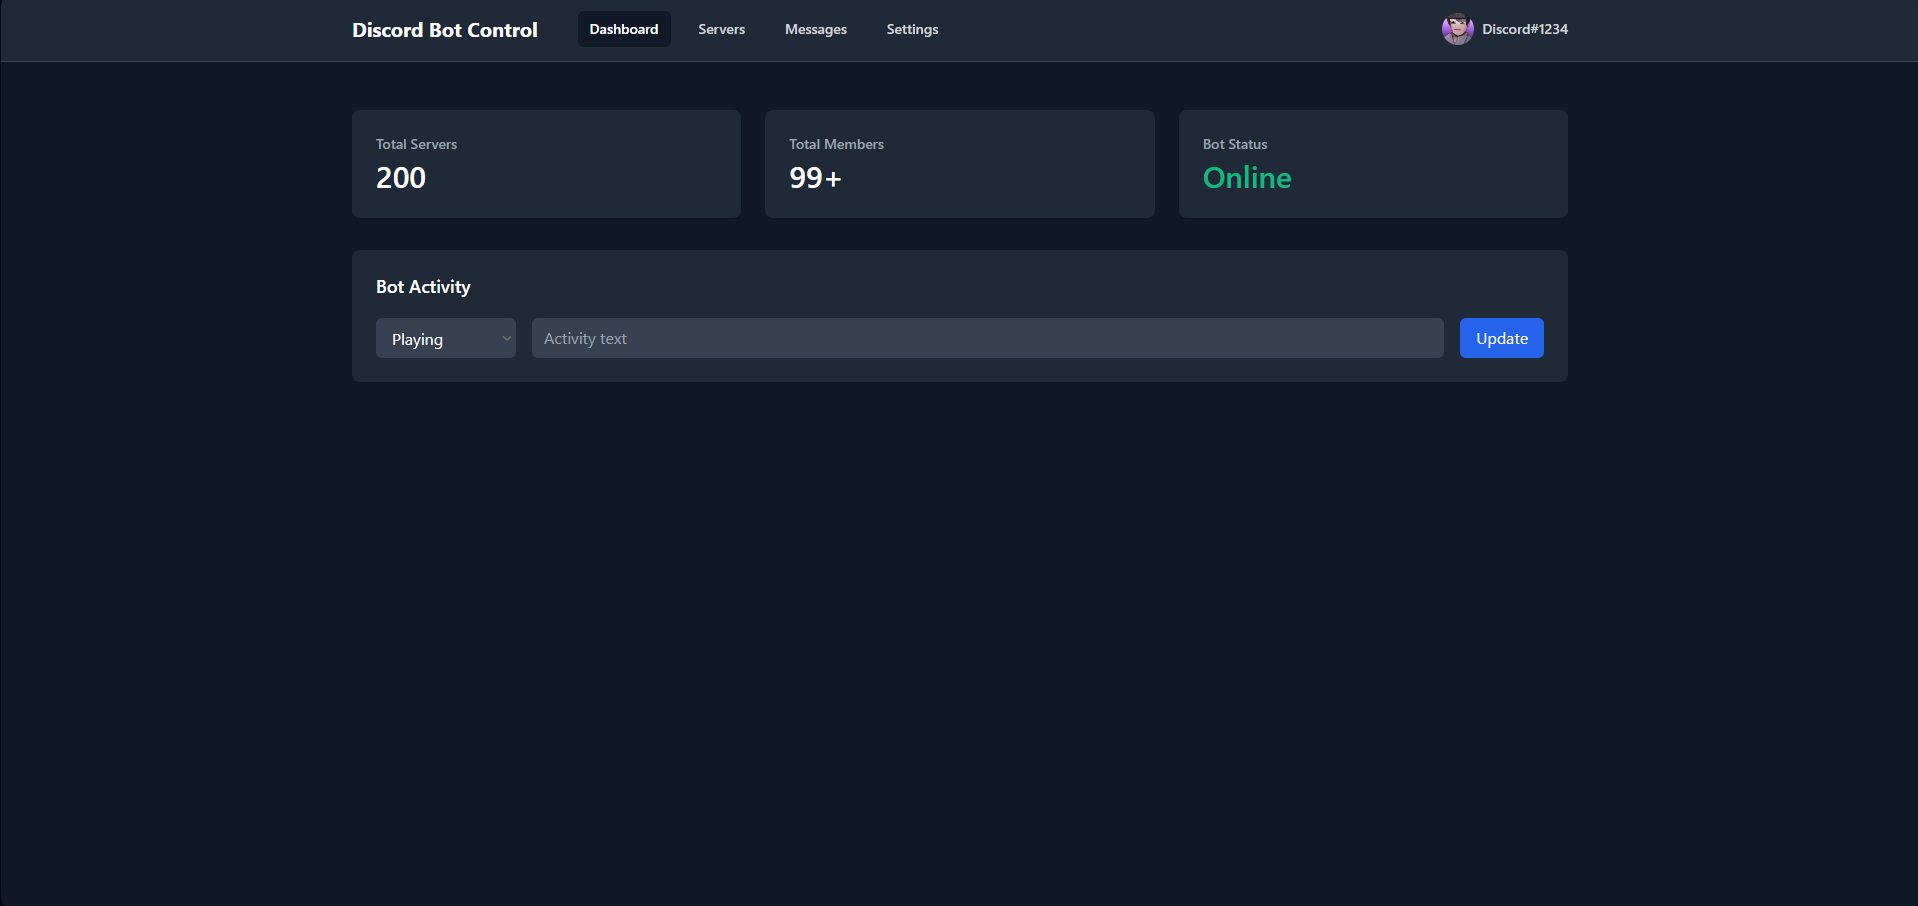 Discord Bot Control Dashboard Servers Messages Settings Discord#1234
Total Servers
200
Total Members
99+
Bot Status
Online
Bot Activity
Playing Activity text Update